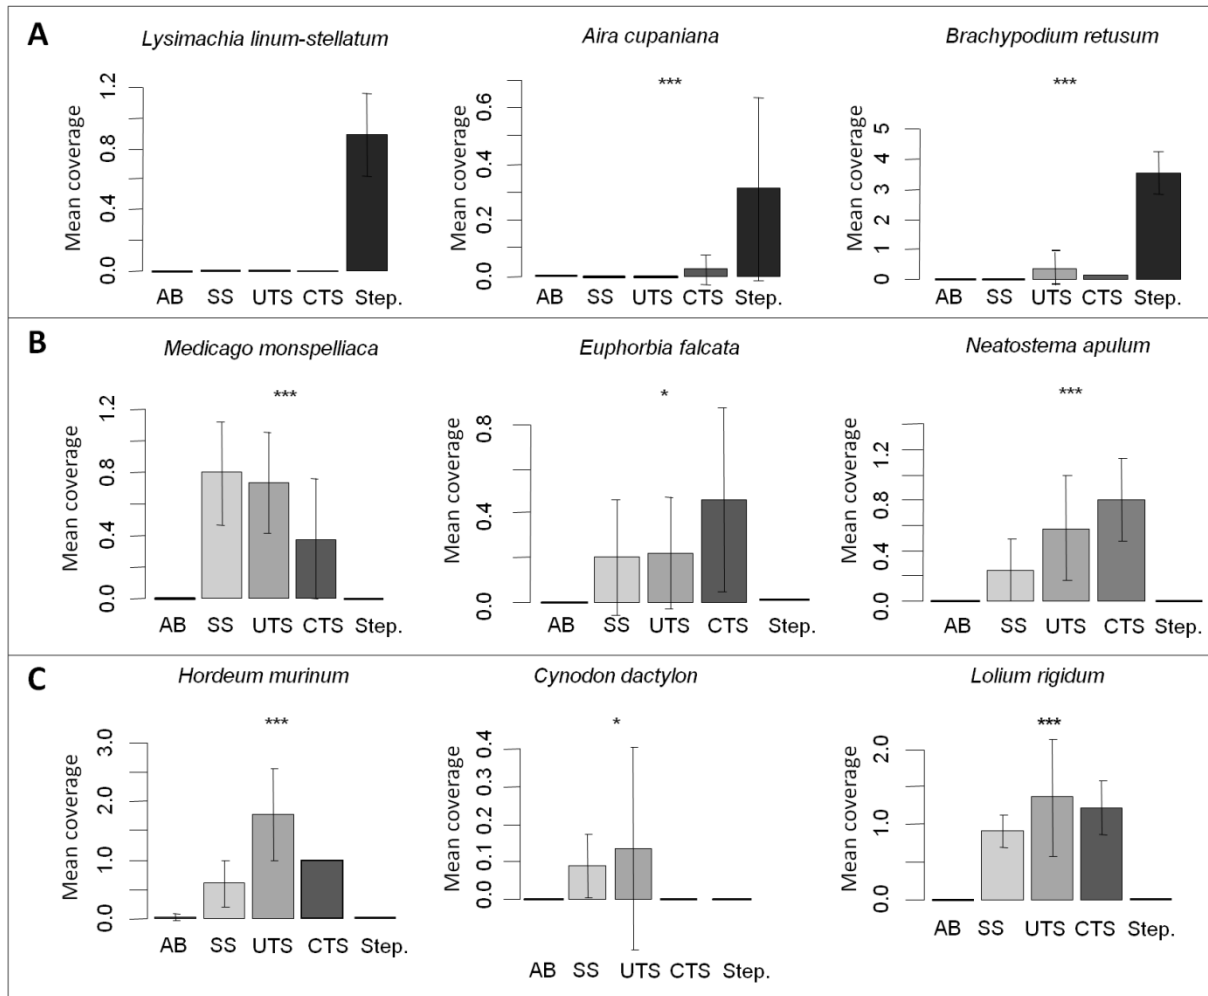 A
Lysimachia linum-stellatum
Aira cupaniana
Brachypodium retusum
***
***
Mean coverage
1.2
0.8
0.4
0.0
AB SS UTS CTS Step.
Mean coverage
0.6
0.4
0.2
0.0
AB SS UTS CTS Step.
Mean coverage
5
4
3
2
1
0
AB SS UTS CTS Step.
B
Medicago monspelliaca
Euphorbia falcata
Neatostema apulum
***
*
***
Mean coverage
1.2
0.8
0.4
0.0
AB SS UTS CTS Step.
Mean coverage
0.8
0.4
0.0
AB SS UTS CTS Step.
Mean coverage
1.2
0.8
0.4
0.0
AB SS UTS CTS Step.
C
Hordeum murinum
Cynodon dactylon
Lolium rigidum
***
*
***
Mean coverage
3.0
2.0
1.0
0.0
AB SS UTS CTS Step.
Mean coverage
0.4
0.3
0.2
0.1
0.0
AB SS UTS CTS Step.
Mean coverage
2.0
1.0
0.0
AB SS UTS CTS Step.